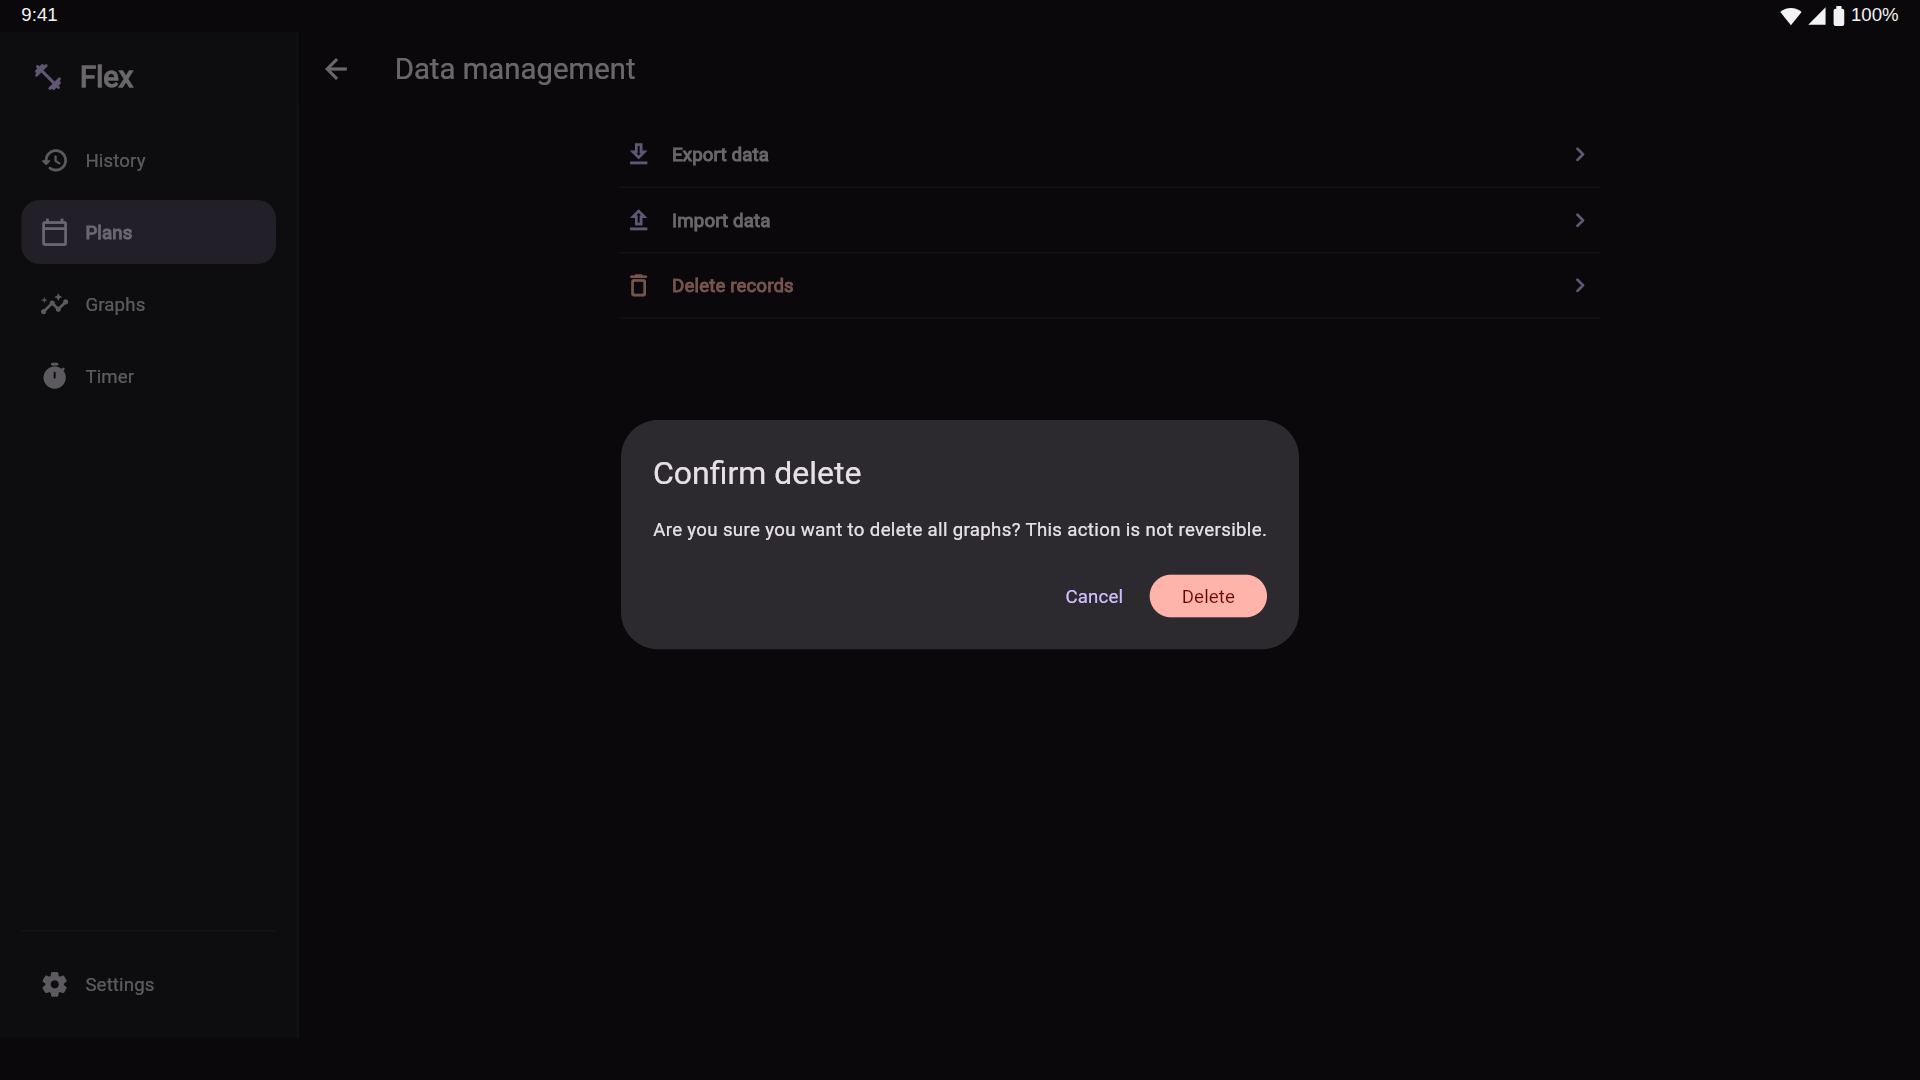 9:41
100%
Flex
Data management
History
Plans
Graphs
Timer
Export data
Import data
Delete records
Confirm delete
Are you sure you want to delete all graphs? This action is not reversible.
Cancel
Delete
Settings